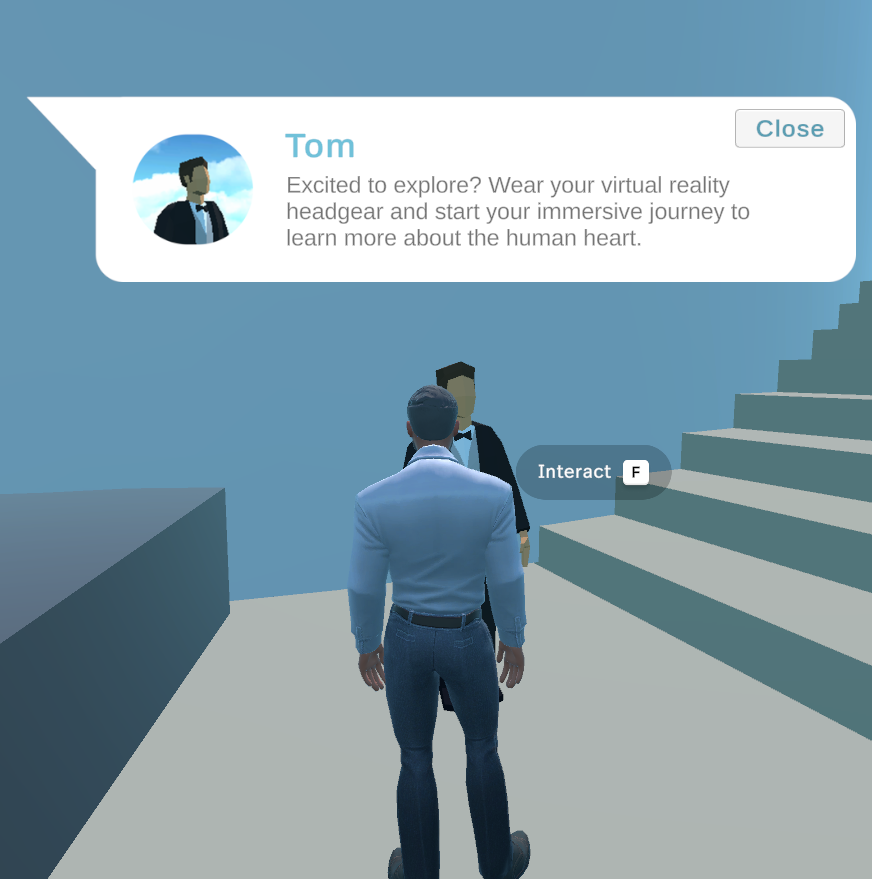 Close
Tom
Excited to explore? Wear your virtual reality
headgear and start your immersive journey to
learn more about the human heart.
Interact F